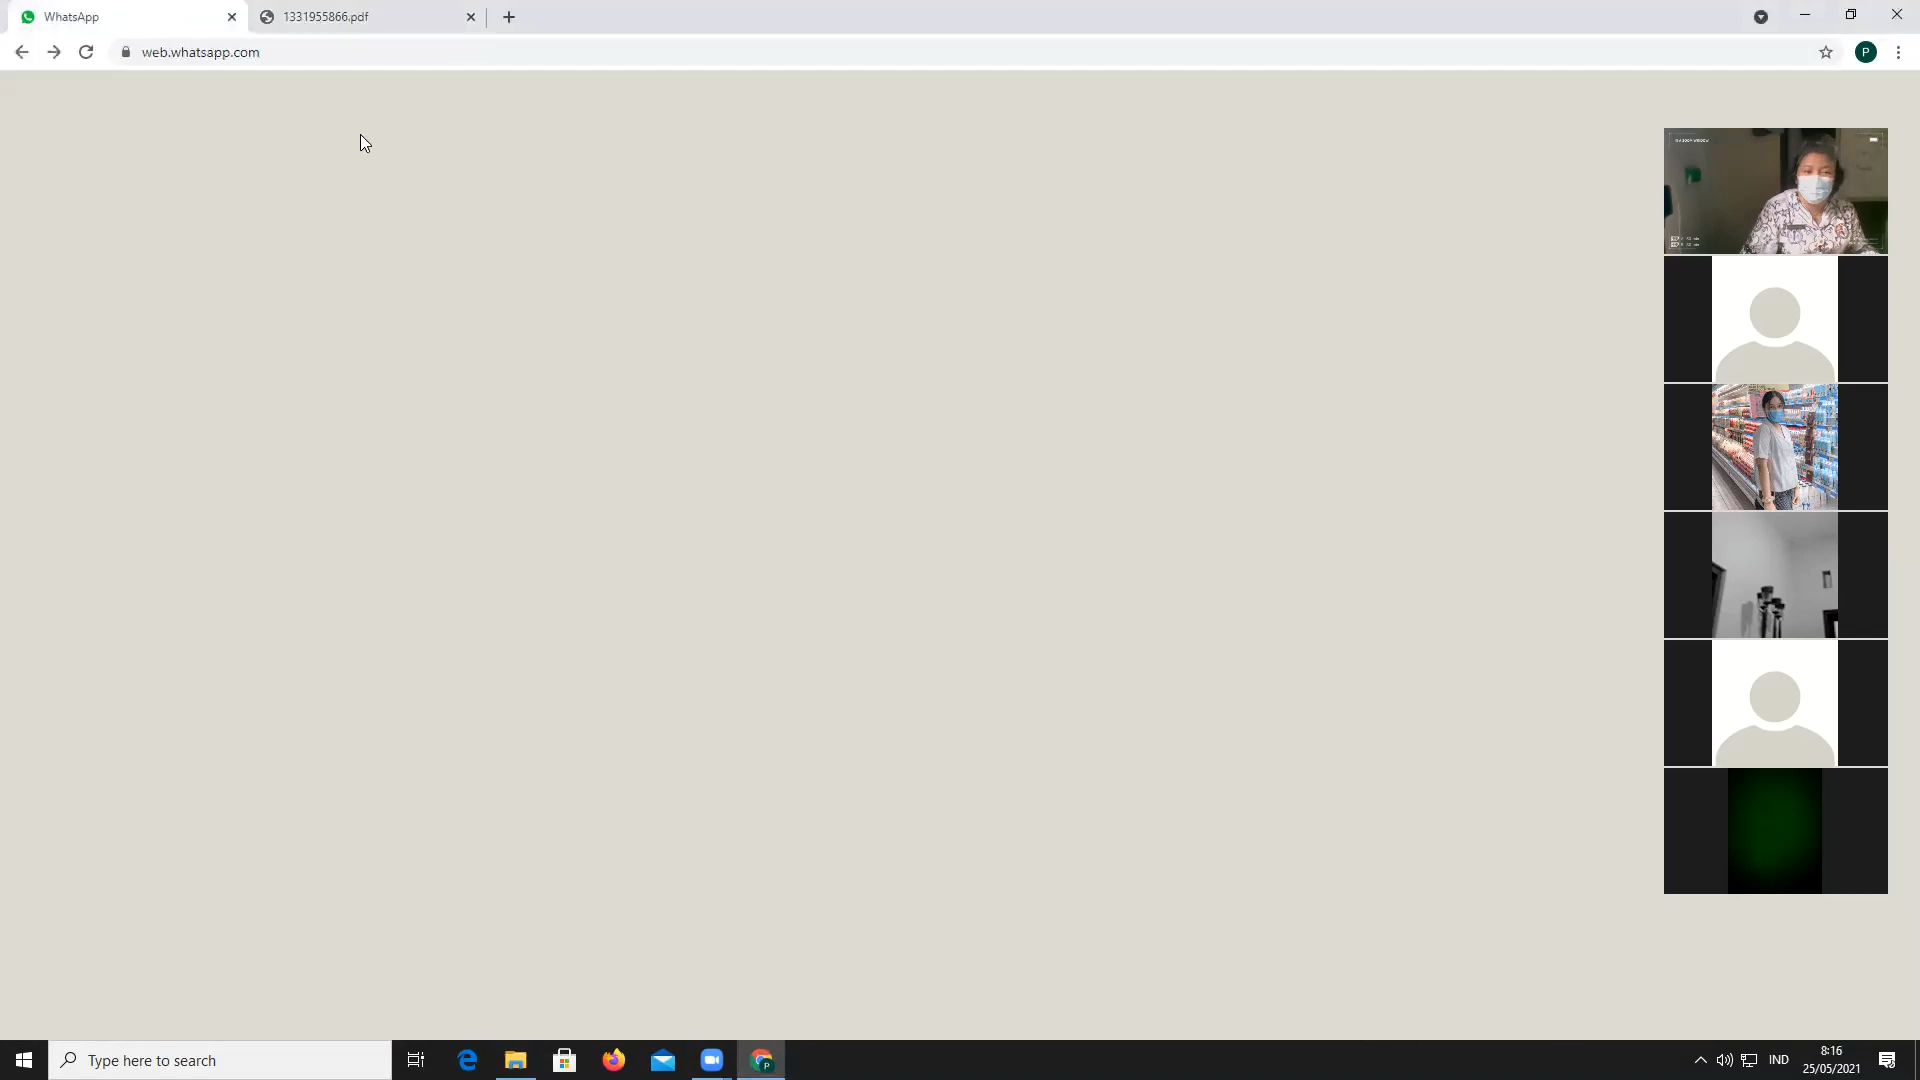 WhatsApp
1331955866.pdf
web.whatsapp.com
P
Type here to search
P
IND
8:16
25/05/2021